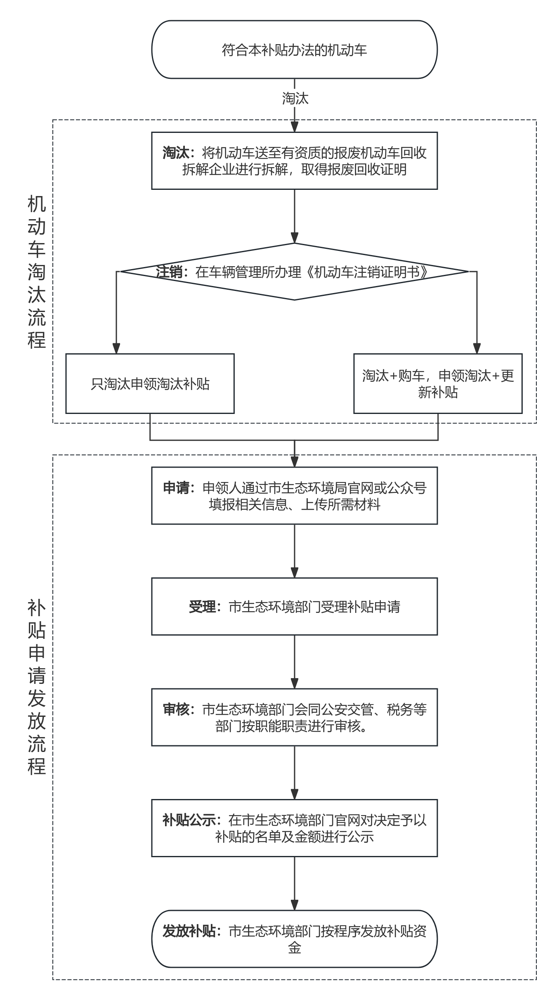 符合本补贴办法的机动车
淘汰
机动车淘汰流程
淘汰：将机动车送至有资质的报废机动车回收
拆解企业进行拆解，取得报废回收证明
注销：在车辆管理所办理《机动车注销证明书》
只淘汰申领淘汰补贴
淘汰+购车，申领淘汰+更
新补贴
补贴申请发放流程
申请：申领人通过市生态环境局官网或公众号
填报相关信息、上传所需材料
受理：市生态环境部门受理补贴申请
审核：市生态环境部门会同公安交管、税务等
部门按职能职责进行审核。
补贴公示：在市生态环境部门官网对决定予以
补贴的名单及金额进行公示
发放补贴：市生态环境部门按程序发放补贴资
金